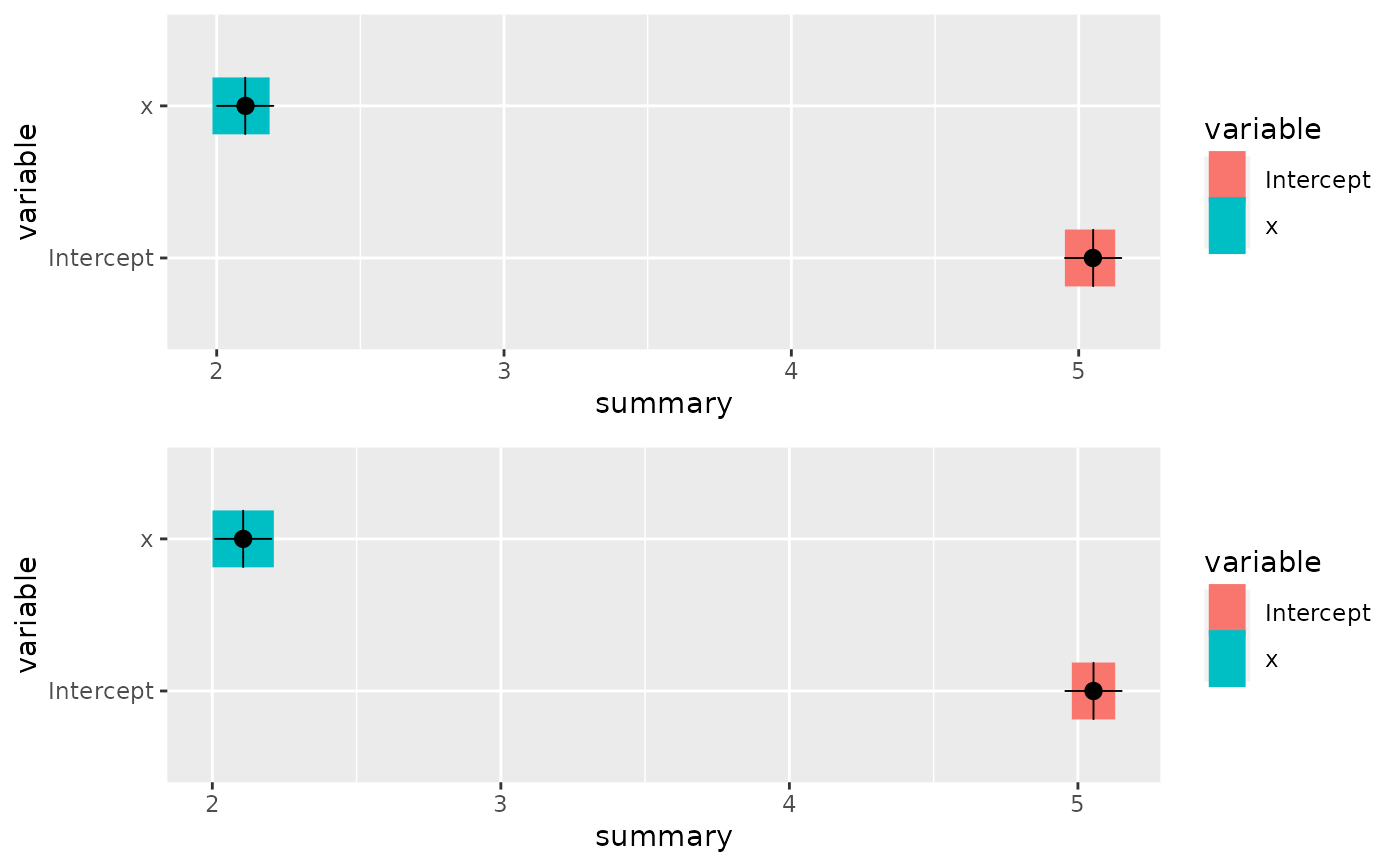 variable
x
Intercept
2 3 4 5
summary
variable
Intercept
x
variable
x
Intercept
2 3 4 5
summary
variable
Intercept
x